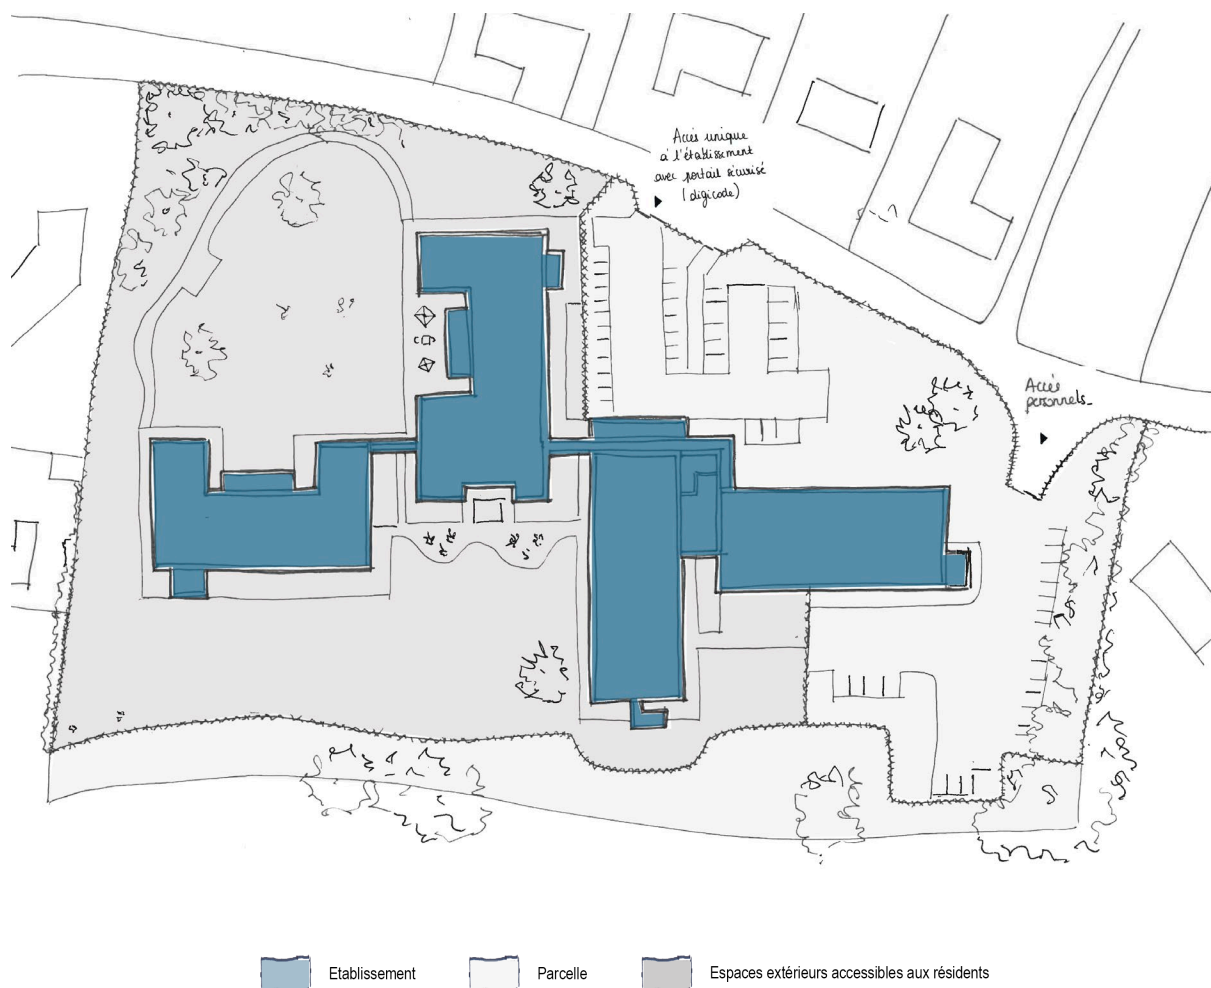 Accès unique
à l'établissement
avec portail sécurisé
(digicode)
Accès
personnels
Etablissement
Parcelle
Espaces extérieurs accessibles aux résidents